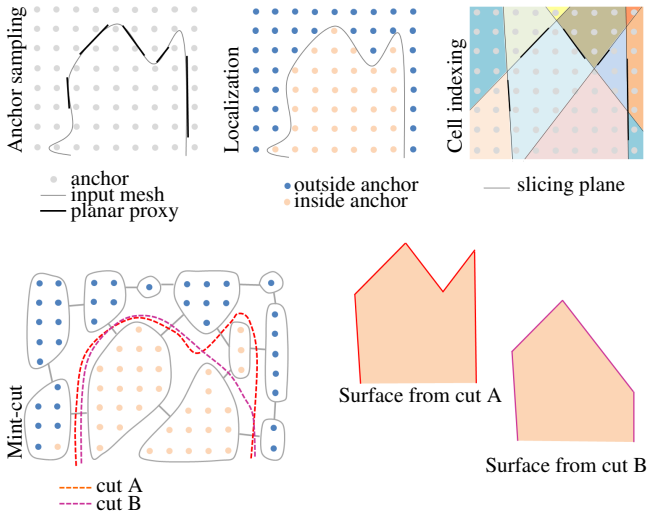 Anchor sampling
Localization
Cell indexing
anchor
input mesh
planar proxy
outside anchor
inside anchor
slicing plane
Mint-cut
cut A
cut B
Surface from cut A
Surface from cut B